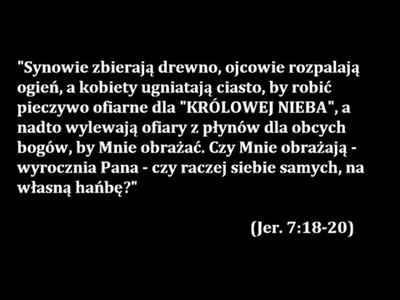 "Synowie zbierają drewno, ojcowie rozpalają
ogień, a kobiety ugniatają ciasto, by robić
pieczywo ofiarne dla "KRÓLOWEJ NIEBA", a
nadto wylewają ofiary z płynów dla obcych
bogów, by Mnie obrażać. Czy Mnie obrażają -
wyrocznia Pana - czy raczej siebie samych, na
własną hańbę?"
(Jer. 7:18-20)